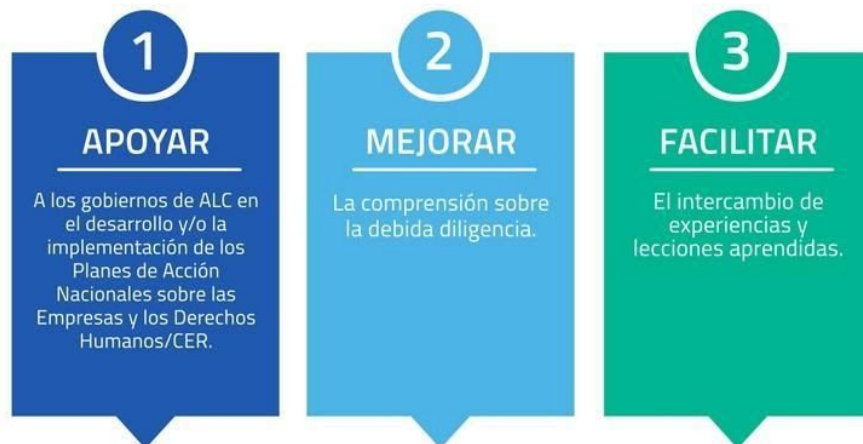 1
APOYAR
A los gobiernos de ALC en
el desarrollo y/o la
implementación de los
Planes de Acción
Nacionales sobre las
Empresas y los Derechos
Humanos/CER.
2
MEJORAR
La comprensión sobre
la debida diligencia.
3
FACILITAR
El intercambio de
experiencias y
lecciones aprendidas.